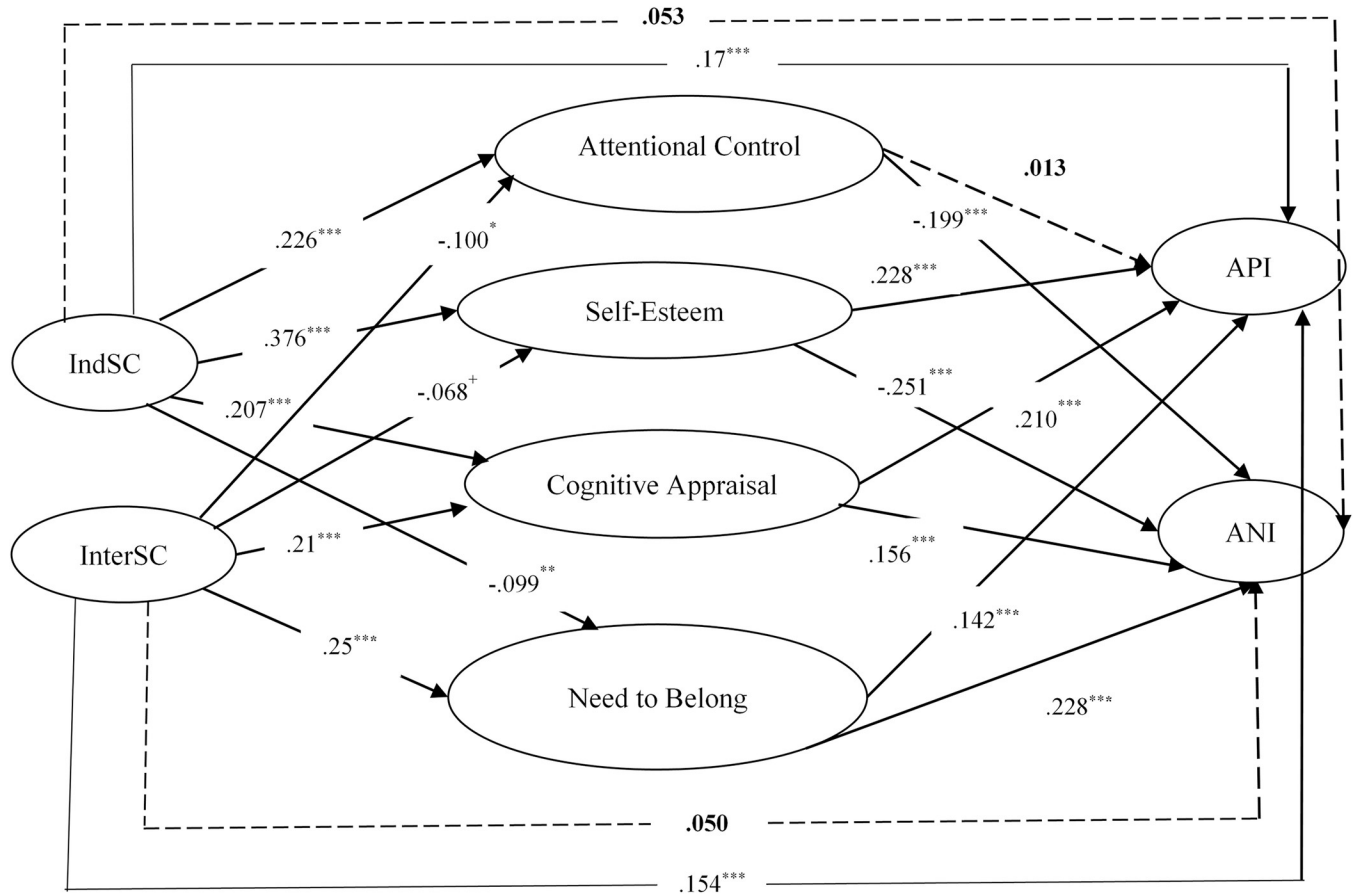 .053
.17***
Attentional Control
.013
.226***
-.100*
-.199***
.228***
API
Self-Esteem
.376***
IndSC
-.068+
-.251***
.207***
.210***
Cognitive Appraisal
ANI
InterSC
.21***
.156***
-.099**
.142***
.25***
Need to Belong
.228***
.050
.154***